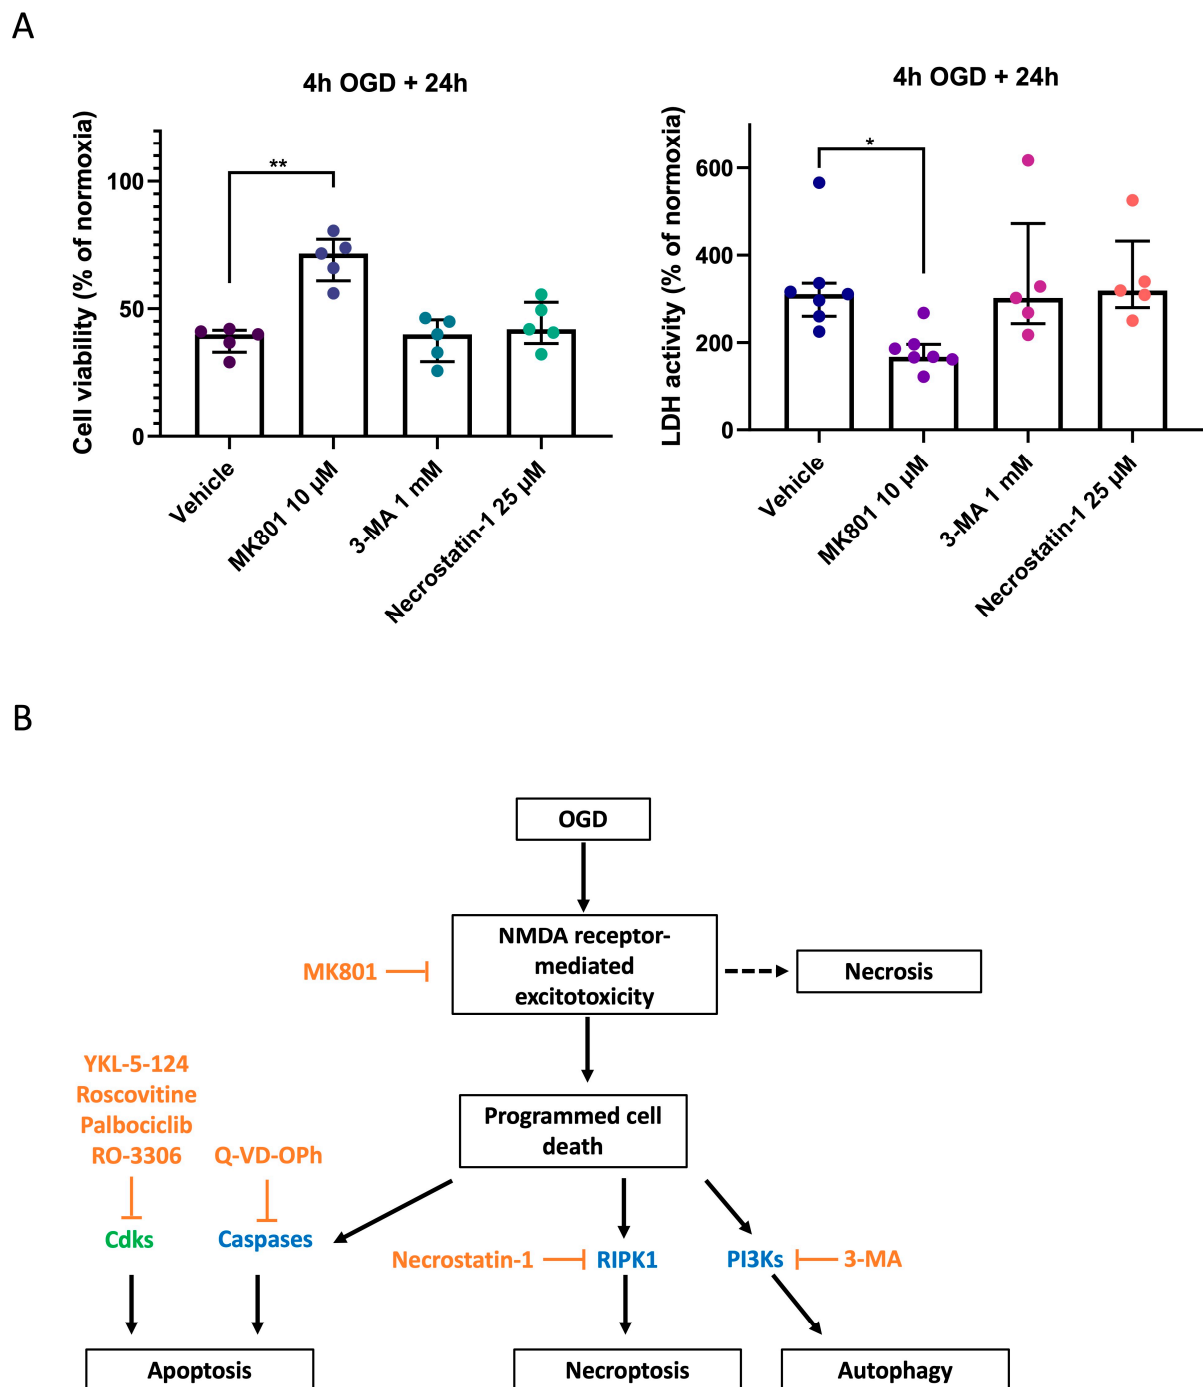 A
4h OGD + 24h
Cell viability (% of normoxia)
100
50
0
**
Vehicle
MK801 10 µM
3-MA 1 mM
Necrostatin-1 25 µM
4h OGD + 24h
LDH activity (% of normoxia)
600
400
200
0
*
Vehicle
MK801 10 µM
3-MA 1 mM
Necrostatin-1 25 µM
B
OGD
NMDA receptor-
mediated
excitotoxicity
MK801
Necrosis
Programmed cell
death
YKL-5-124
Roscovitine
Palbociclib
RO-3306
Q-VD-OPh
Cdks
Caspases
Necrostatin-1
RIPK1
PI3Ks
3-MA
Apoptosis
Necroptosis
Autophagy